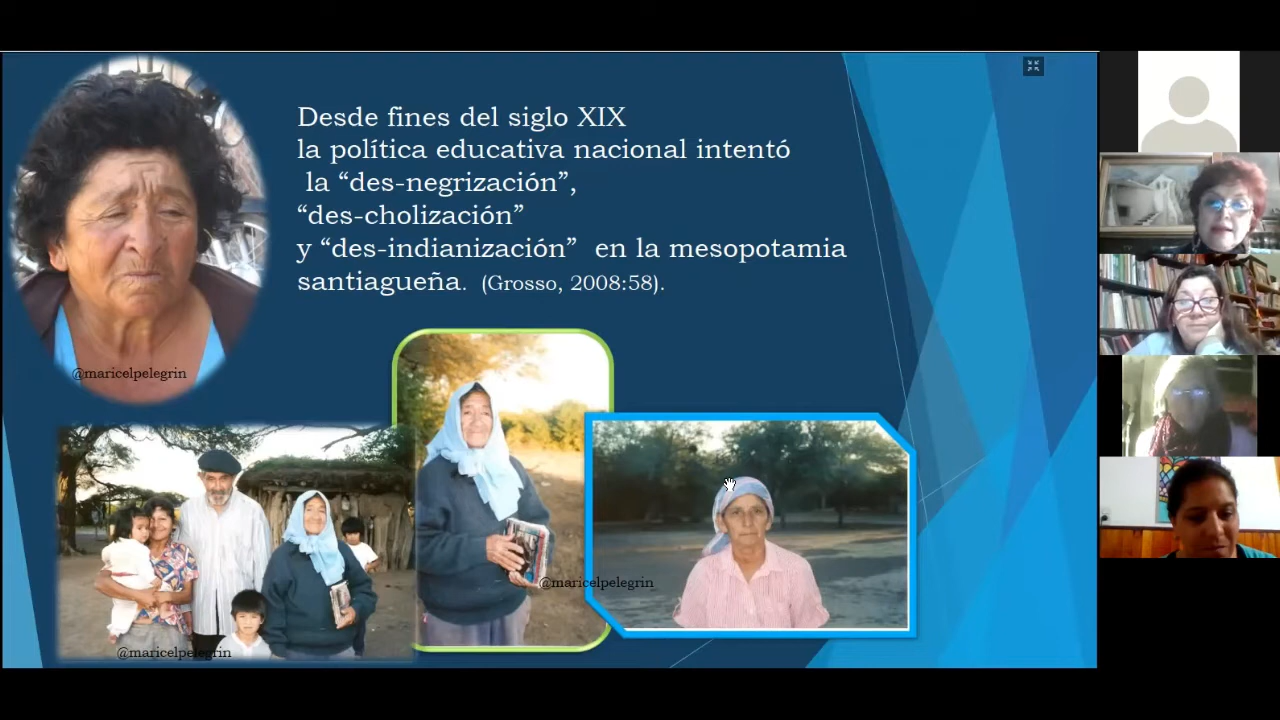 Desde fines del siglo XIX
la política educativa nacional intentó
la “des-negrización”,
“des-cholización”
y “des-indianización” en la mesopotamia
santiagueña. (Grosso, 2008:58).
@maricelpelegrin
@maricelpelegrin
@maricelpelegrin